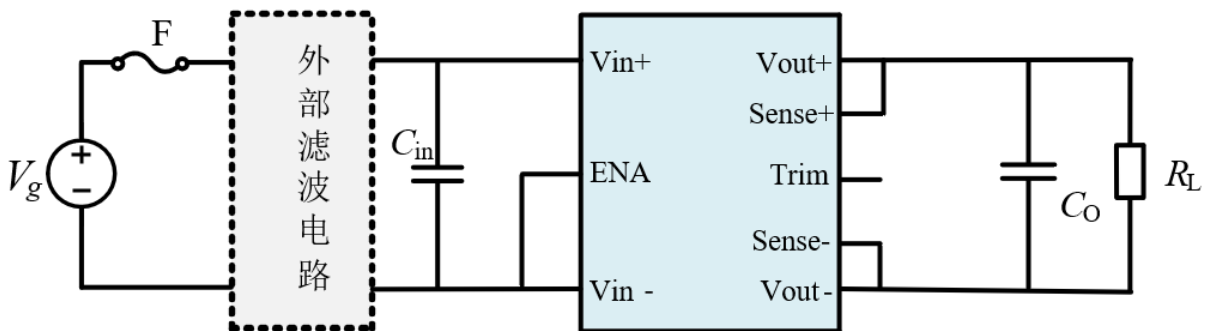 F
外部滤波电路
Vg
Cin
Vin+
ENA
Vin -
Vout+
Sense+
Trim
Sense-
Vout-
CO
RL